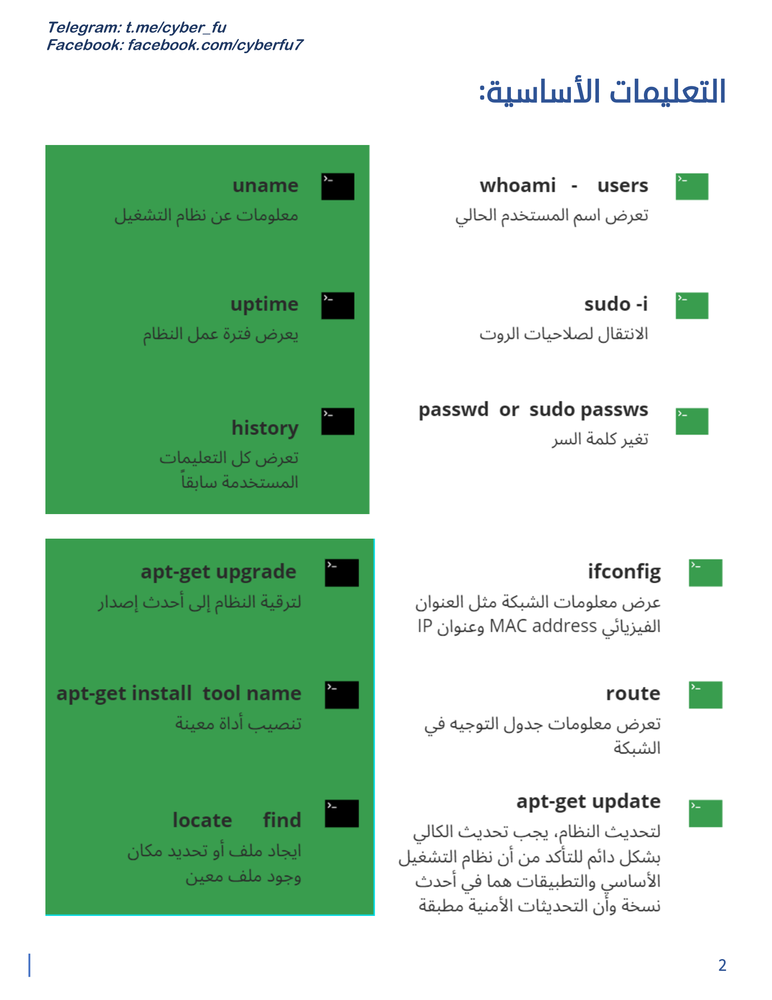 Telegram: t.me/cyber_fu
Facebook: facebook.com/cyberfu7
التعليمات الأساسية:
whoami - users
تعرض اسم المستخدم الحالي
sudo -i
الانتقال لصلاحيات الروت
passwd or sudo passws
تغير كلمة السر
uname
معلومات عن نظام التشغيل
uptime
يعرض فترة عمل النظام
history
تعرض كل التعليمات
المستخدمة سابقاً
ifconfig
عرض معلومات الشبكة مثل العنوان
الفيزيائي MAC address وعنوان IP
route
تعرض معلومات جدول التوجيه في
الشبكة
apt-get update
لتحديث النظام، يجب تحديث الكالي
بشكل دائم للتأكد من أن نظام التشغيل
الأساسي والتطبيقات هما في أحدث
نسخة وأن التحديثات الأمنية مطبقة
apt-get upgrade
لترقية النظام إلى أحدث إصدار
apt-get install tool name
تنصيب أداة معينة
locate find
ايجاد ملف أو تحديد مكان
وجود ملف معين
2